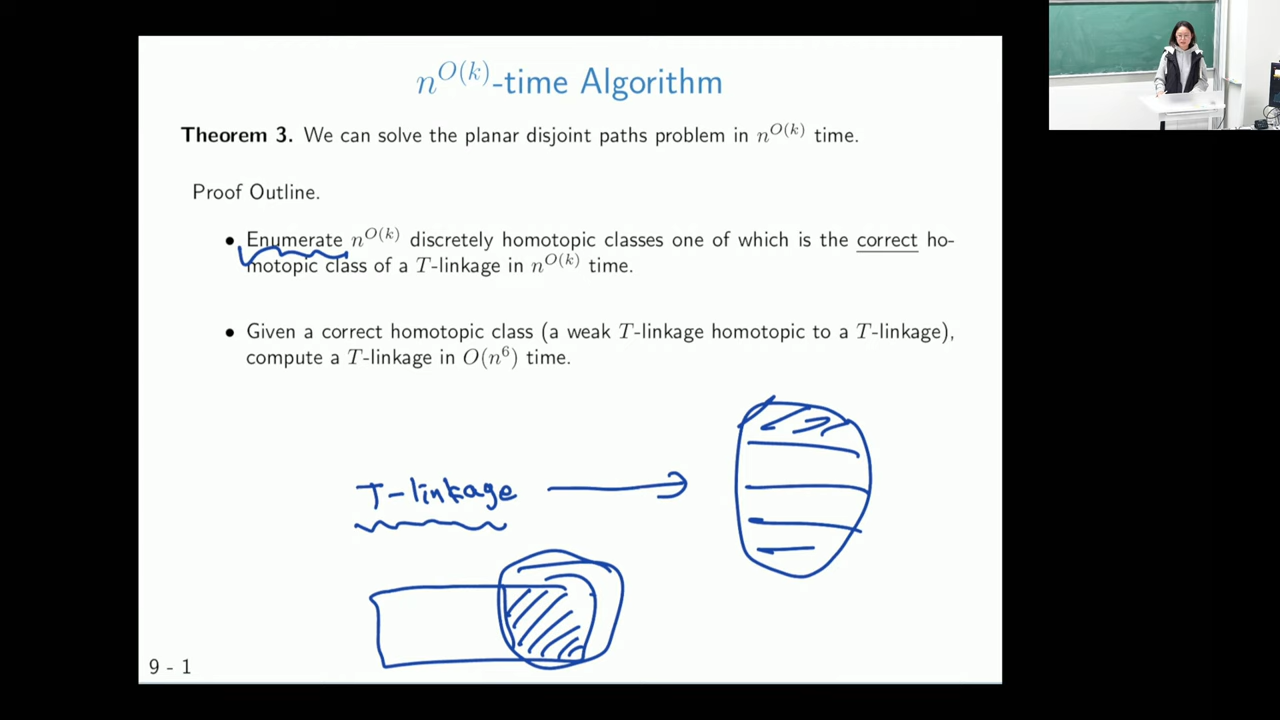 n^{O(k)}-time Algorithm
Theorem 3. We can solve the planar disjoint paths problem in n^{O(k)} time.
Proof Outline.
• Enumerate n^{O(k)} discretely homotopic classes one of which is the correct ho-
motopic class of a T-linkage in n^{O(k)} time.
• Given a correct homotopic class (a weak T-linkage homotopic to a T-linkage),
compute a T-linkage in O(n^6) time.
T-linkage
9 - 1